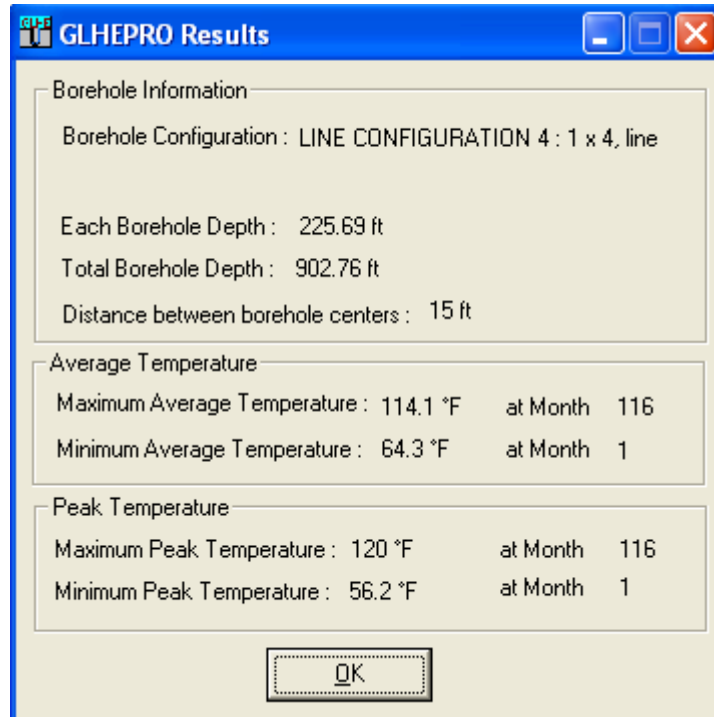 GLHE
GLHEPRO Results
Borehole Information
Borehole Configuration : LINE CONFIGURATION 4 : 1 x 4, line
Each Borehole Depth : 225.69 ft
Total Borehole Depth : 902.76 ft
Distance between borehole centers : 15 ft
Average Temperature
Maximum Average Temperature : 114.1 °F at Month 116
Minimum Average Temperature : 64.3 °F at Month 1
Peak Temperature
Maximum Peak Temperature : 120 °F at Month 116
Minimum Peak Temperature : 56.2 °F at Month 1
OK